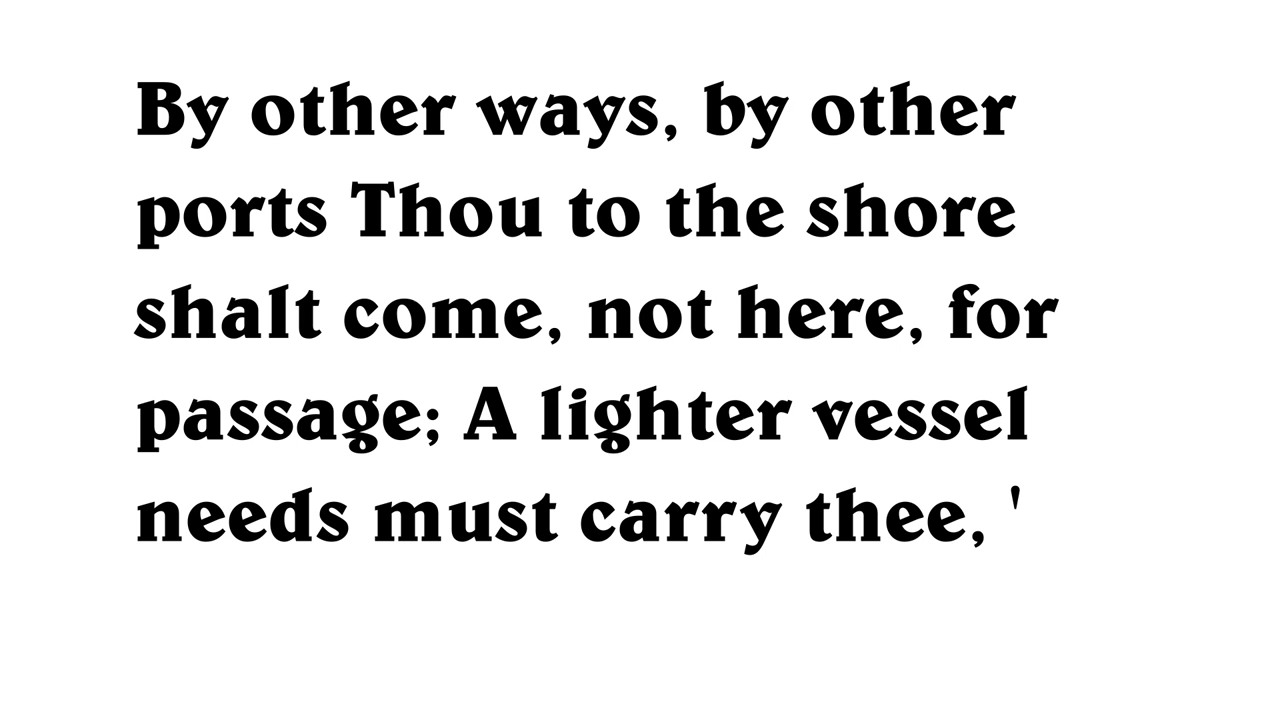 By other ways, by other
ports Thou to the shore
shalt come, not here, for
passage; A lighter vessel
needs must carry thee, '